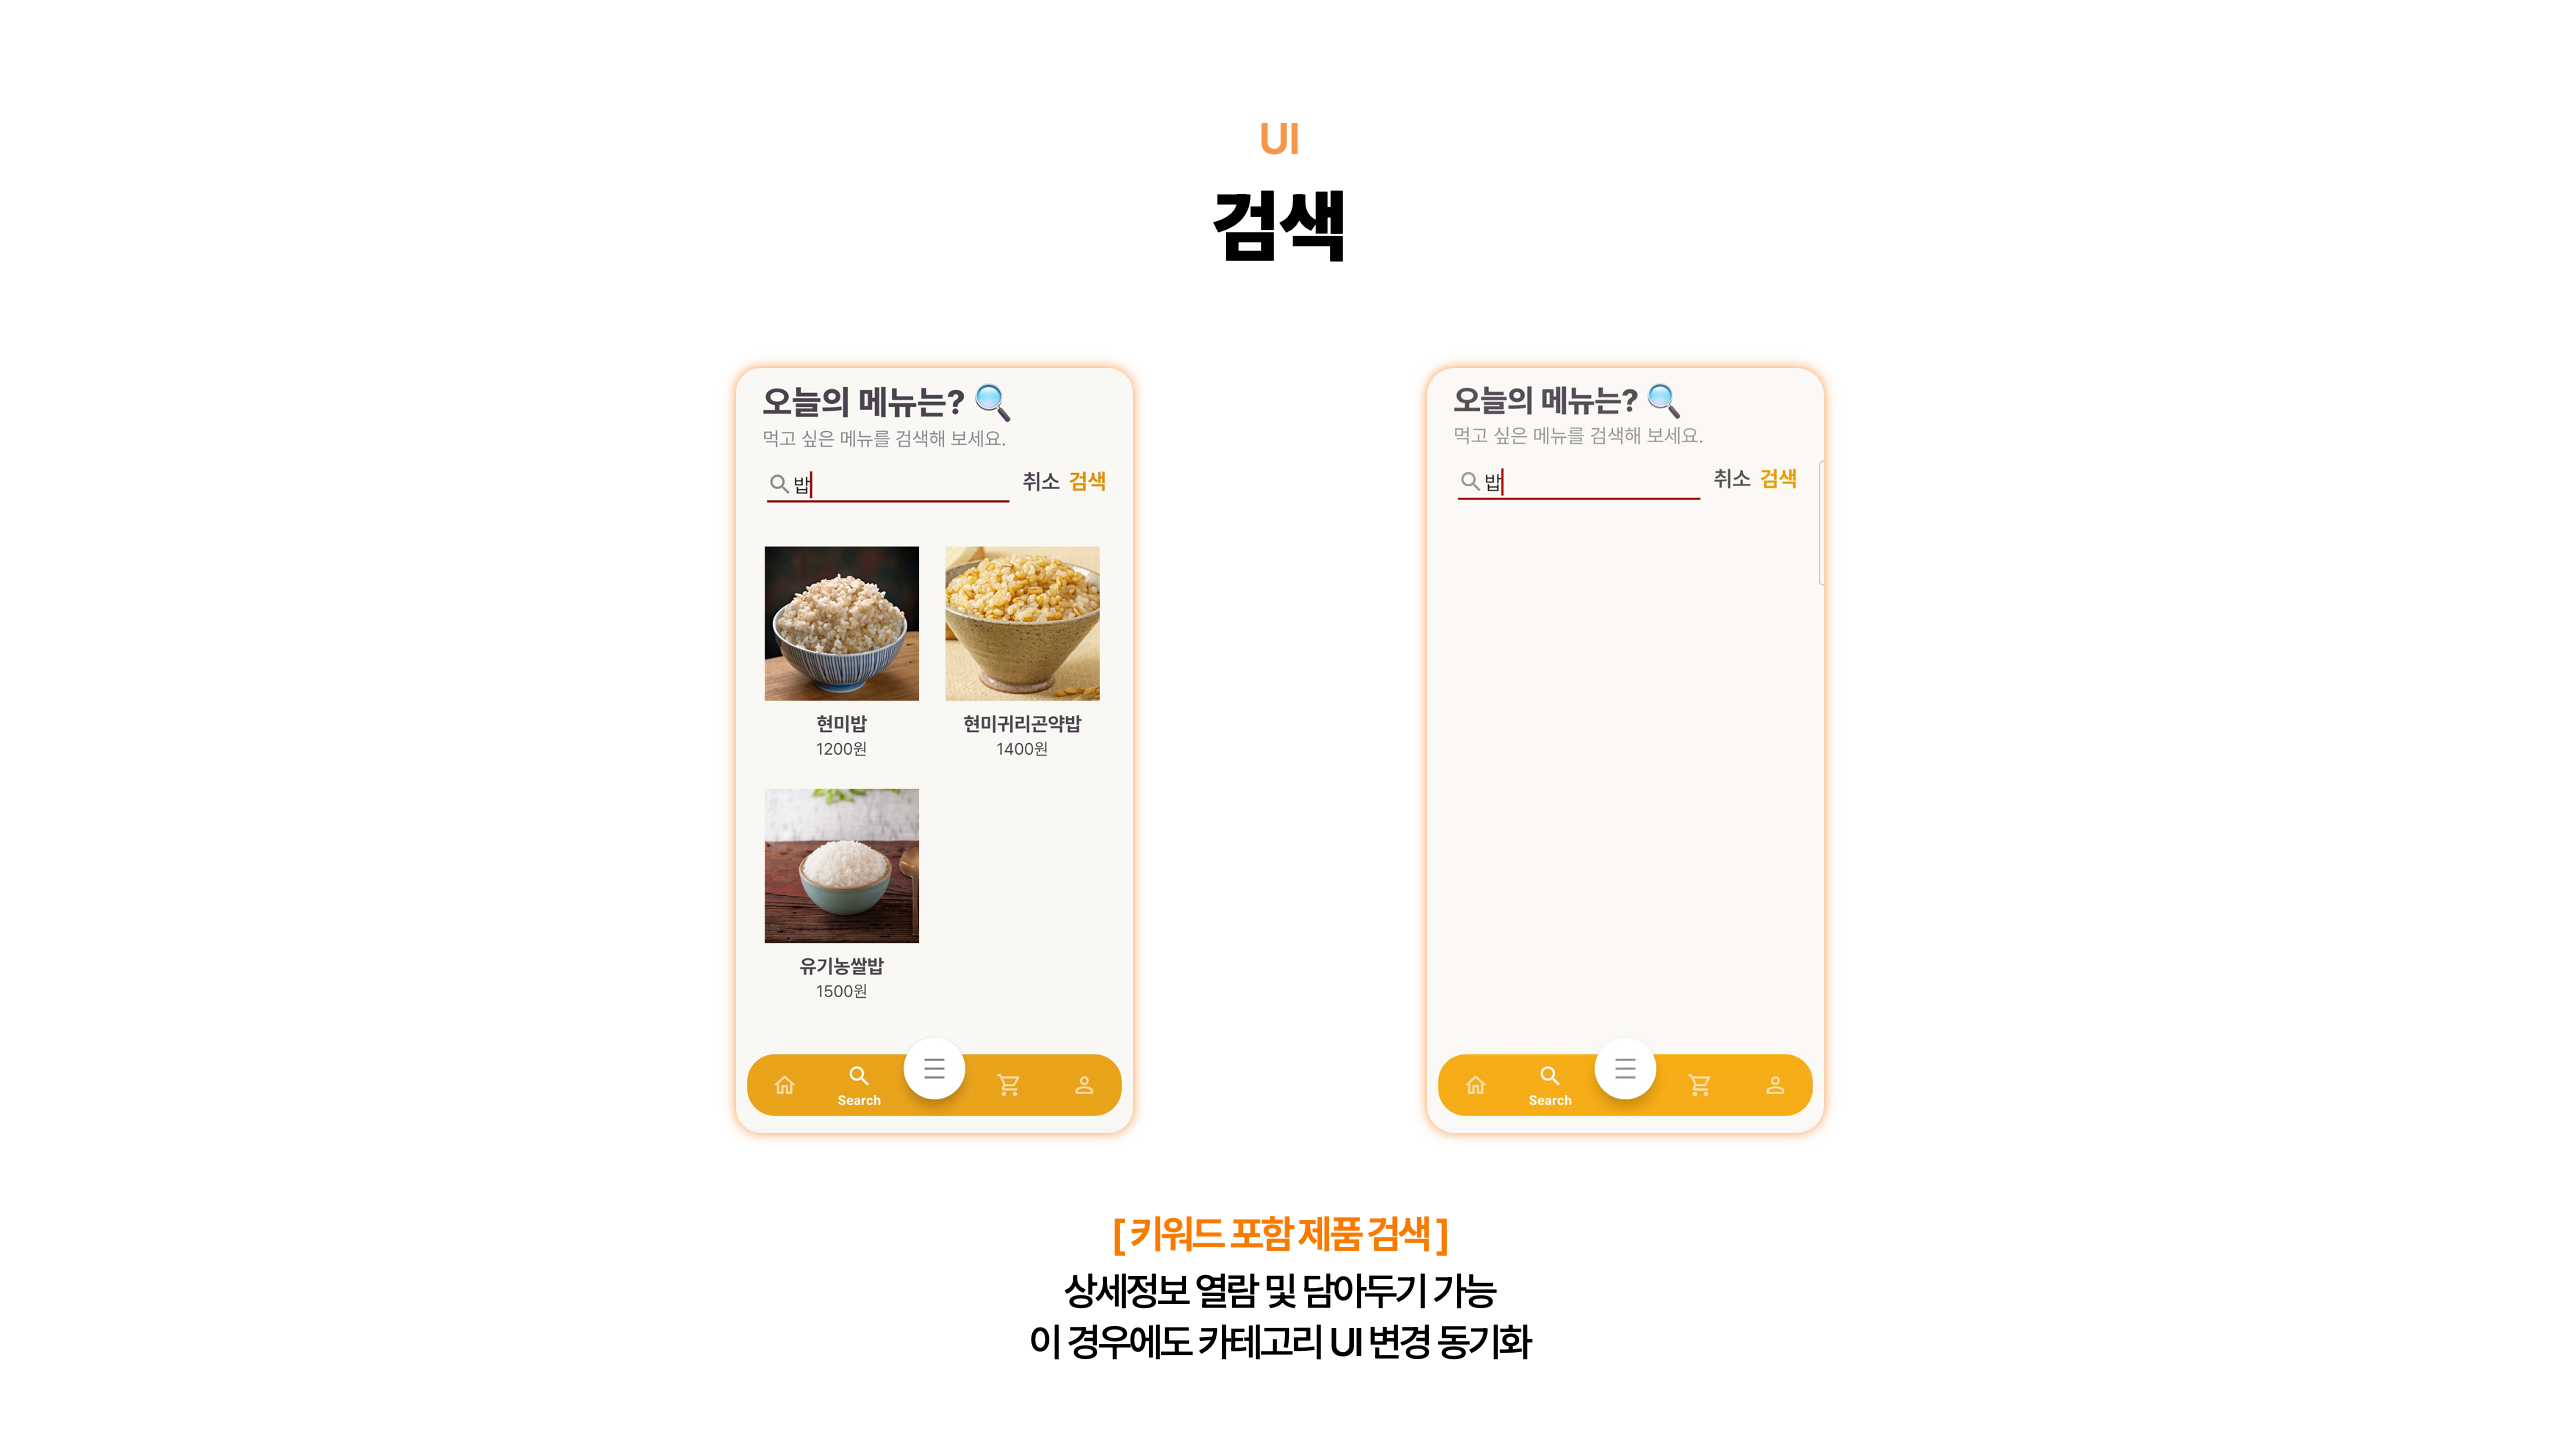 UI
검색
오늘의 메뉴는?
먹고 싶은 메뉴를 검색해 보세요.
밥
취소 검색
현미밥
1200원
현미귀리곤약밥
1400원
유기농쌀밥
1500원
Search
오늘의 메뉴는?
먹고 싶은 메뉴를 검색해 보세요.
밥
취소 검색
Search
[ 키워드 포함 제품 검색 ]
상세정보 열람 및 담아두기 가능
이 경우에도 카테고리 UI 변경 동기화